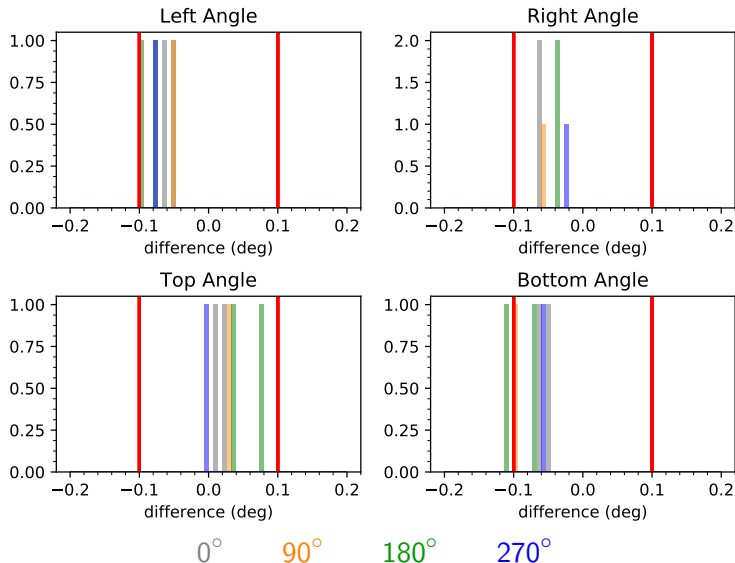 Left Angle
1.00
0.75
0.50
0.25
0.00
−0.2 −0.1 0.0 0.1 0.2
difference (deg)
Right Angle
2.0
1.5
1.0
0.5
0.0
−0.2 −0.1 0.0 0.1 0.2
difference (deg)
Top Angle
1.00
0.75
0.50
0.25
0.00
−0.2 −0.1 0.0 0.1 0.2
difference (deg)
Bottom Angle
1.00
0.75
0.50
0.25
0.00
−0.2 −0.1 0.0 0.1 0.2
difference (deg)
0° 90° 180° 270°